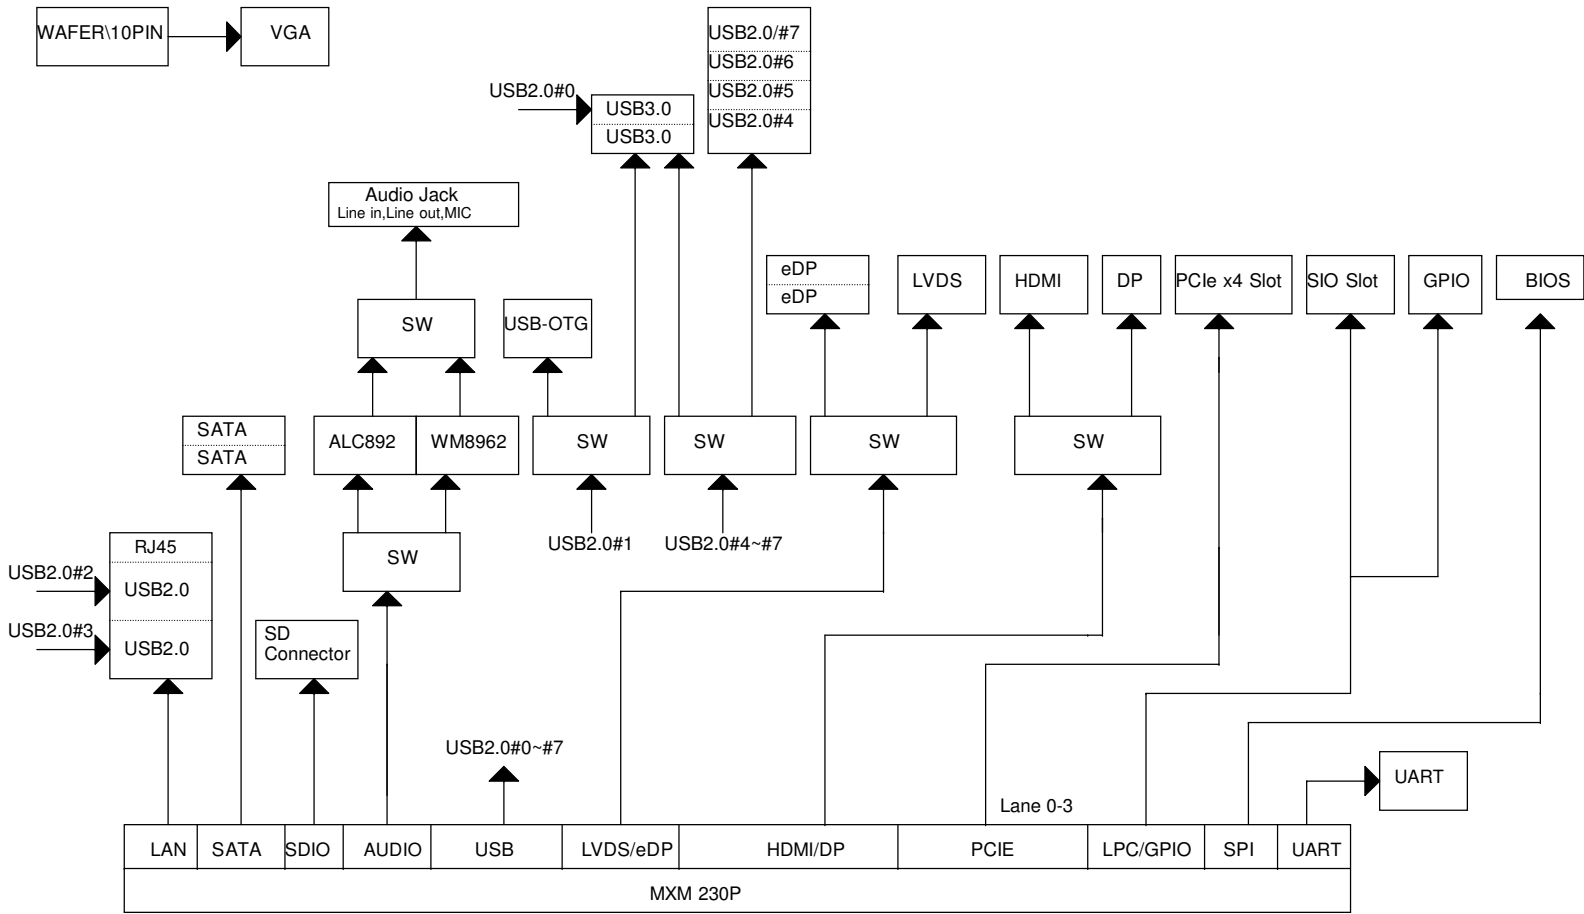 WAFER\10PIN
VGA
USB2.0/#7
USB2.0#6
USB2.0#5
USB2.0#4
USB2.0#0
USB3.0
USB3.0
Audio Jack
Line in,Line out,MIC
eDP
eDP
LVDS
HDMI
DP
PCIe x4 Slot
SIO Slot
GPIO
BIOS
SW
USB-OTG
SATA
SATA
ALC892
WM8962
SW
SW
SW
SW
USB2.0#1
USB2.0#4~#7
RJ45
USB2.0#2
USB2.0
USB2.0#3
USB2.0
SW
SD
Connector
USB2.0#0~#7
UART
Lane 0-3
LAN
SATA
SDIO
AUDIO
USB
LVDS/eDP
HDMI/DP
PCIE
LPC/GPIO
SPI
UART
MXM 230P